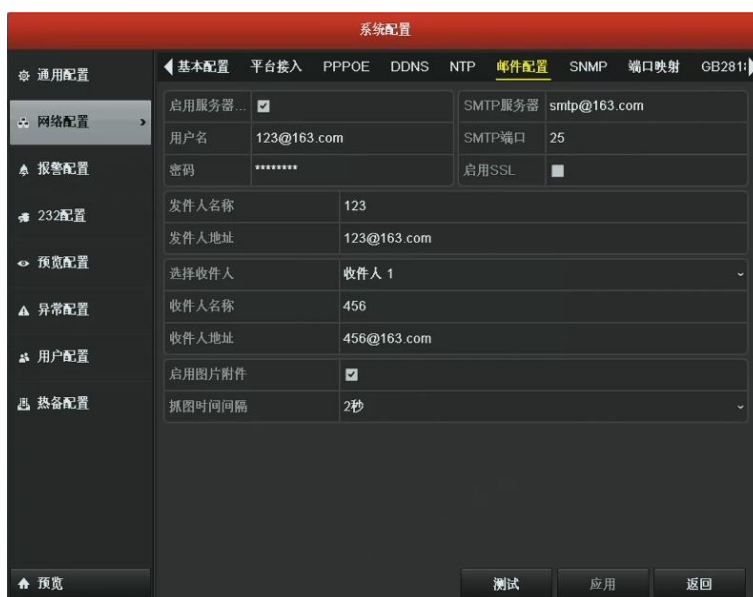 系统配置
通用配置
网络配置
报警配置
232配置
预览配置
异常配置
用户配置
热备配置
预览
基本配置 平台接入 PPPOE DDNS NTP 邮件配置 SNMP 端口映射 GB2818
启用服务器... SMTP服务器 smtp@163.com
用户名 123@163.com SMTP端口 25
密码 ******** 启用SSL
发件人名称 123
发件人地址 123@163.com
选择收件人 收件人 1
收件人名称 456
收件人地址 456@163.com
启用图片附件
抓图时间间隔 2秒
测试 应用 返回